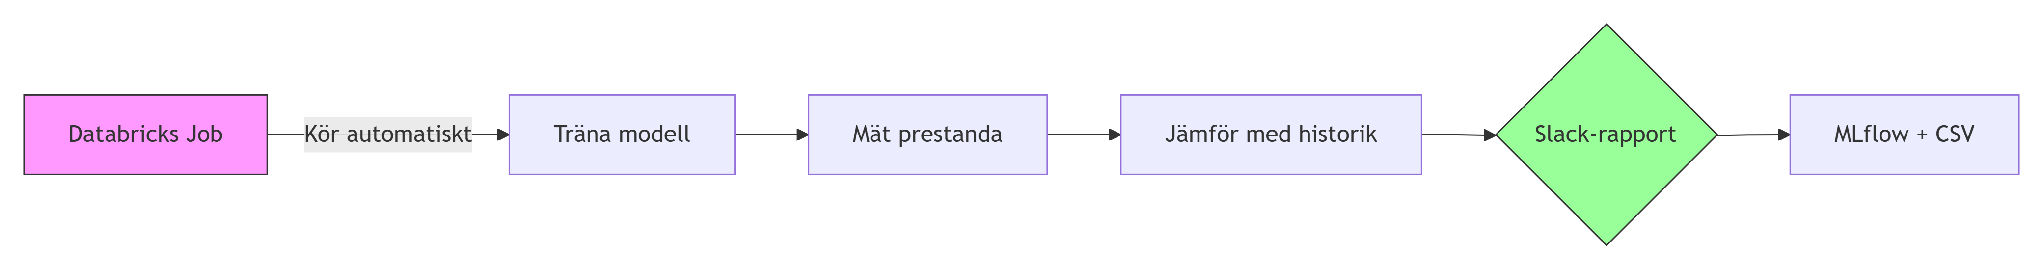 Databricks Job
Kör automatiskt
Träna modell
Mät prestanda
Jämför med historik
Slack-rapport
MLflow + CSV